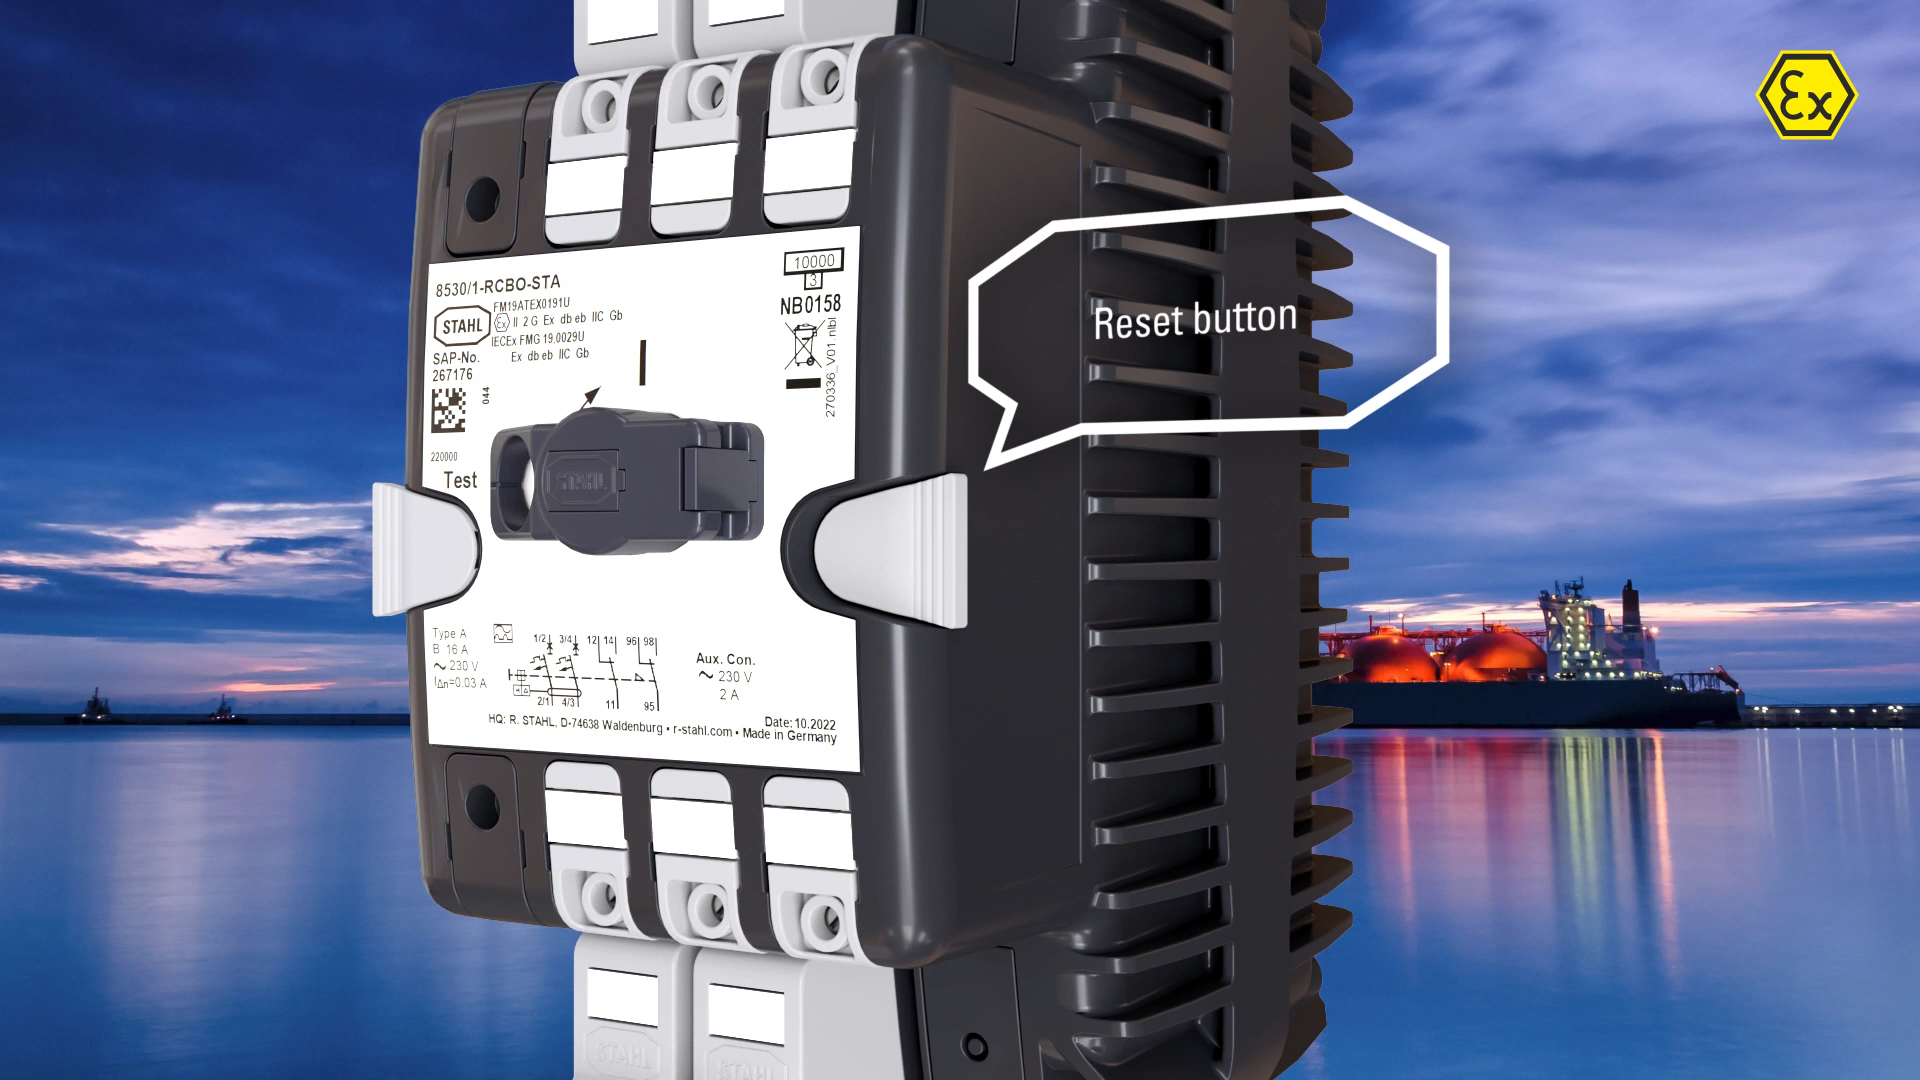 Ex
10000
3
8530/1-RCBO-STA
FM19ATEX0191U
NB0158
STAHL
Ex II 2 G Ex db eb IIC Gb
IECEx FMG 19.0029U
SAP-No.
Ex db eb IIC Gb
267176
044
270336_V01.nlbl
Reset button
220000
Test
STAHL
Type A
B 16 A
~ 230 V
I∆n=0.03 A
1/2 3/4 12 14 96 98
2/1 4/3 11 95
Aux. Con.
~ 230 V
2 A
Date: 10.2022
HQ: R. STAHL, D-74638 Waldenburg • r-stahl.com • Made in Germany
STAHL
STAHL